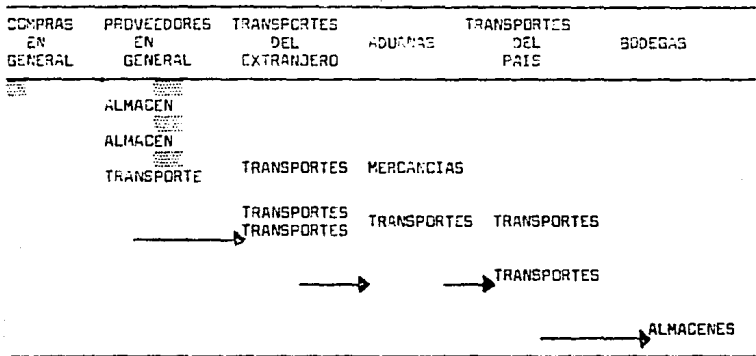 COMPRAS PROVEEDORES TRANSPORTES TRANSPORTES
EN EN DEL ADUANAS DEL BODEGAS
GENERAL GENERAL EXTRANJERO PAIS
ALMACEN
ALMACEN
TRANSPORTE TRANSPORTES MERCANCIAS
TRANSPORTES
TRANSPORTES TRANSPORTES TRANSPORTES
TRANSPORTES
ALMACENES